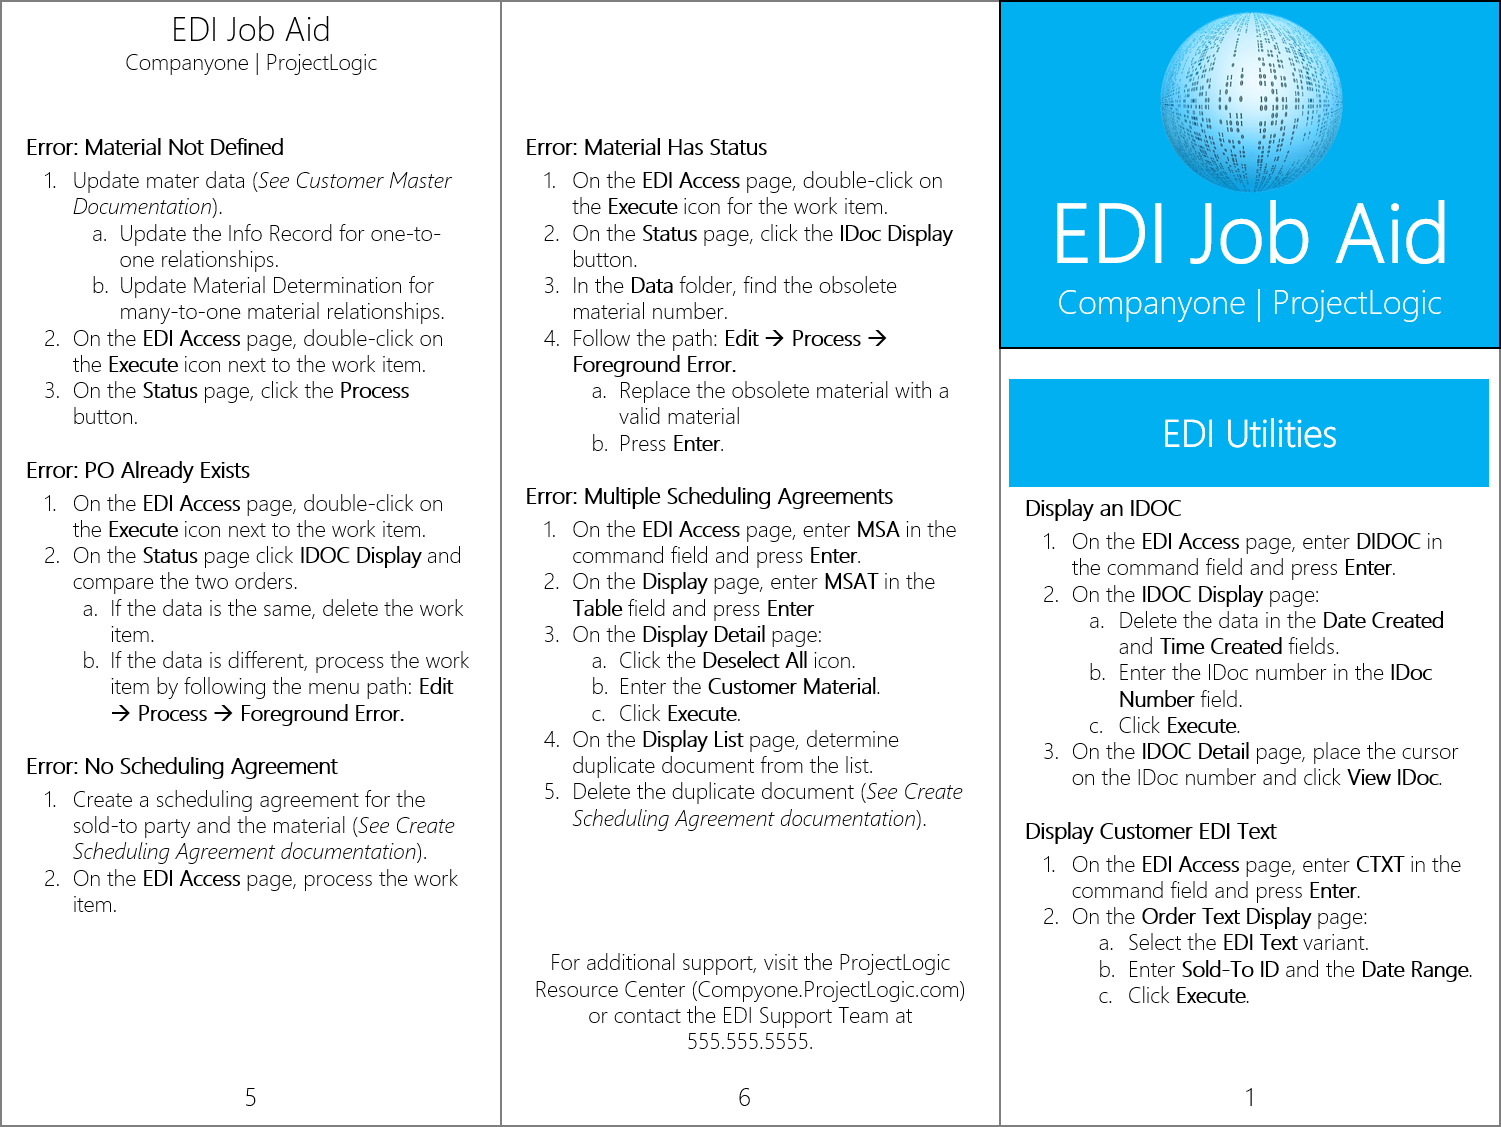 EDI Job Aid
Companyone | ProjectLogic
Error: Material Not Defined
1. Update mater data (See Customer Master
Documentation).
a. Update the Info Record for one-to-
one relationships.
b. Update Material Determination for
many-to-one material relationships.
2. On the EDI Access page, double-click on
the Execute icon next to the work item.
3. On the Status page, click the Process
button.
Error: PO Already Exists
1. On the EDI Access page, double-click on
the Execute icon next to the work item.
2. On the Status page click IDOC Display and
compare the two orders.
a. If the data is the same, delete the work
item.
b. If the data is different, process the work
item by following the menu path: Edit
→ Process → Foreground Error.
Error: No Scheduling Agreement
1. Create a scheduling agreement for the
sold-to party and the material (See Create
Scheduling Agreement documentation).
2. On the EDI Access page, process the work
item.
5
Error: Material Has Status
1. On the EDI Access page, double-click on
the Execute icon for the work item.
2. On the Status page, click the IDoc Display
button.
3. In the Data folder, find the obsolete
material number.
4. Follow the path: Edit → Process →
Foreground Error.
a. Replace the obsolete material with a
valid material
b. Press Enter.
Error: Multiple Scheduling Agreements
1. On the EDI Access page, enter MSA in the
command field and press Enter.
2. On the Display page, enter MSAT in the
Table field and press Enter
3. On the Display Detail page:
a. Click the Deselect All icon.
b. Enter the Customer Material.
c. Click Execute.
4. On the Display List page, determine
duplicate document from the list.
5. Delete the duplicate document (See Create
Scheduling Agreement documentation).
For additional support, visit the ProjectLogic
Resource Center (Compyone.ProjectLogic.com)
or contact the EDI Support Team at
555.555.5555.
6
EDI Job Aid
Companyone | ProjectLogic
EDI Utilities
Display an IDOC
1. On the EDI Access page, enter DIDOC in
the command field and press Enter.
2. On the IDOC Display page:
a. Delete the data in the Date Created
and Time Created fields.
b. Enter the IDoc number in the IDoc
Number field.
c. Click Execute.
3. On the IDOC Detail page, place the cursor
on the IDoc number and click View IDoc.
Display Customer EDI Text
1. On the EDI Access page, enter CTXT in the
command field and press Enter.
2. On the Order Text Display page:
a. Select the EDI Text variant.
b. Enter Sold-To ID and the Date Range.
c. Click Execute.
1